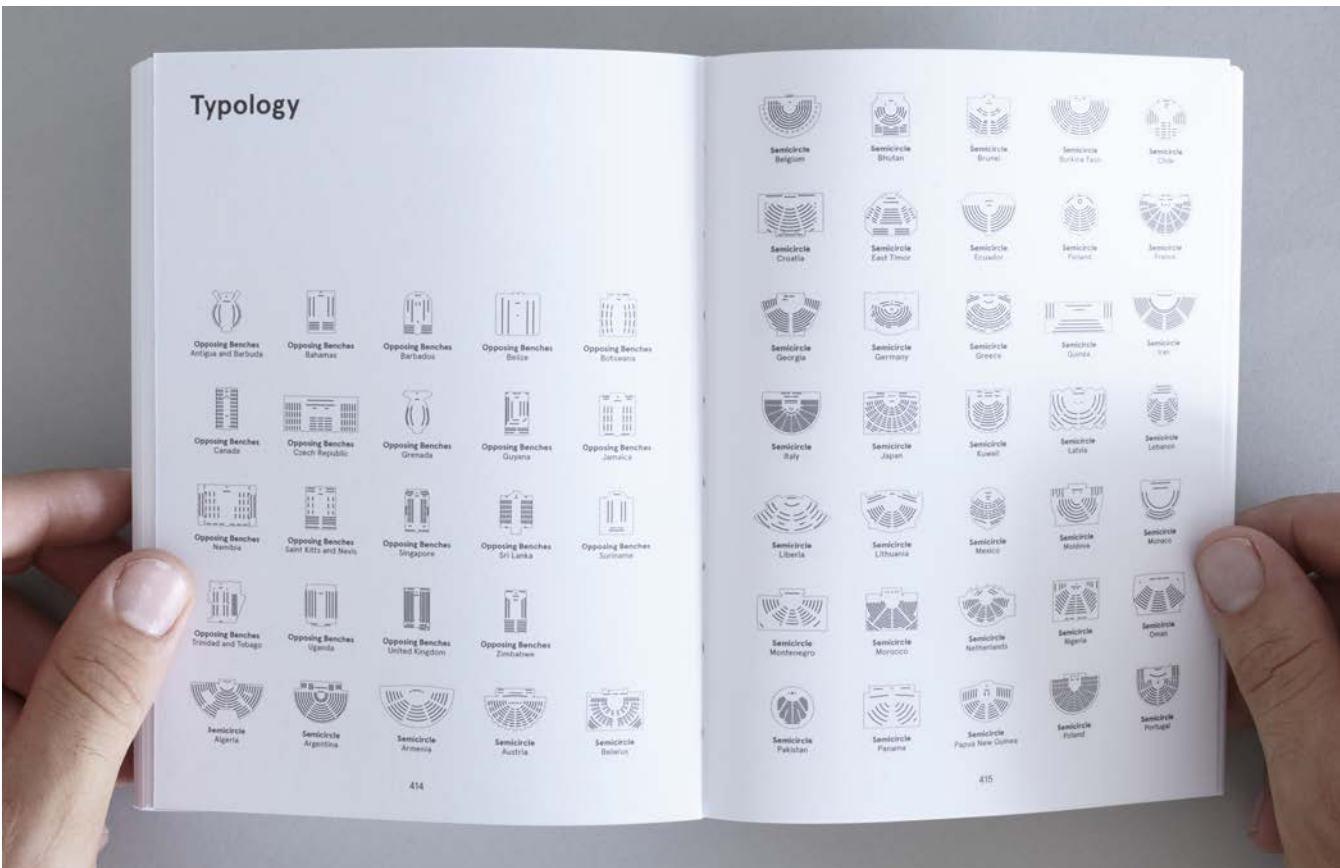 Typology
Opposing Benches
Antigua and Barbuda
Opposing Benches
Bahamas
Opposing Benches
Barbados
Opposing Benches
Belize
Opposing Benches
Botswana
Opposing Benches
Canada
Opposing Benches
Czech Republic
Opposing Benches
Grenada
Opposing Benches
Guyana
Opposing Benches
Jamaica
Opposing Benches
Namibia
Opposing Benches
Saint Kitts and Nevis
Opposing Benches
Singapore
Opposing Benches
Sri Lanka
Opposing Benches
Suriname
Opposing Benches
Trinidad and Tobago
Opposing Benches
Uganda
Opposing Benches
United Kingdom
Opposing Benches
Zimbabwe
Semicircle
Algeria
Semicircle
Argentina
Semicircle
Armenia
Semicircle
Austria
Semicircle
Belarus
414
Semicircle
Belgium
Semicircle
Bhutan
Semicircle
Brunei
Semicircle
Burkina Faso
Semicircle
Chile
Semicircle
Croatia
Semicircle
East Timor
Semicircle
Ecuador
Semicircle
Finland
Semicircle
France
Semicircle
Georgia
Semicircle
Germany
Semicircle
Greece
Semicircle
Guinea
Semicircle
Iran
Semicircle
Italy
Semicircle
Japan
Semicircle
Kuwait
Semicircle
Latvia
Semicircle
Lebanon
Semicircle
Liberia
Semicircle
Lithuania
Semicircle
Mexico
Semicircle
Moldova
Semicircle
Monaco
Semicircle
Montenegro
Semicircle
Morocco
Semicircle
Netherlands
Semicircle
Nigeria
Semicircle
Oman
Semicircle
Pakistan
Semicircle
Panama
Semicircle
Papua New Guinea
Semicircle
Poland
Semicircle
Portugal
415